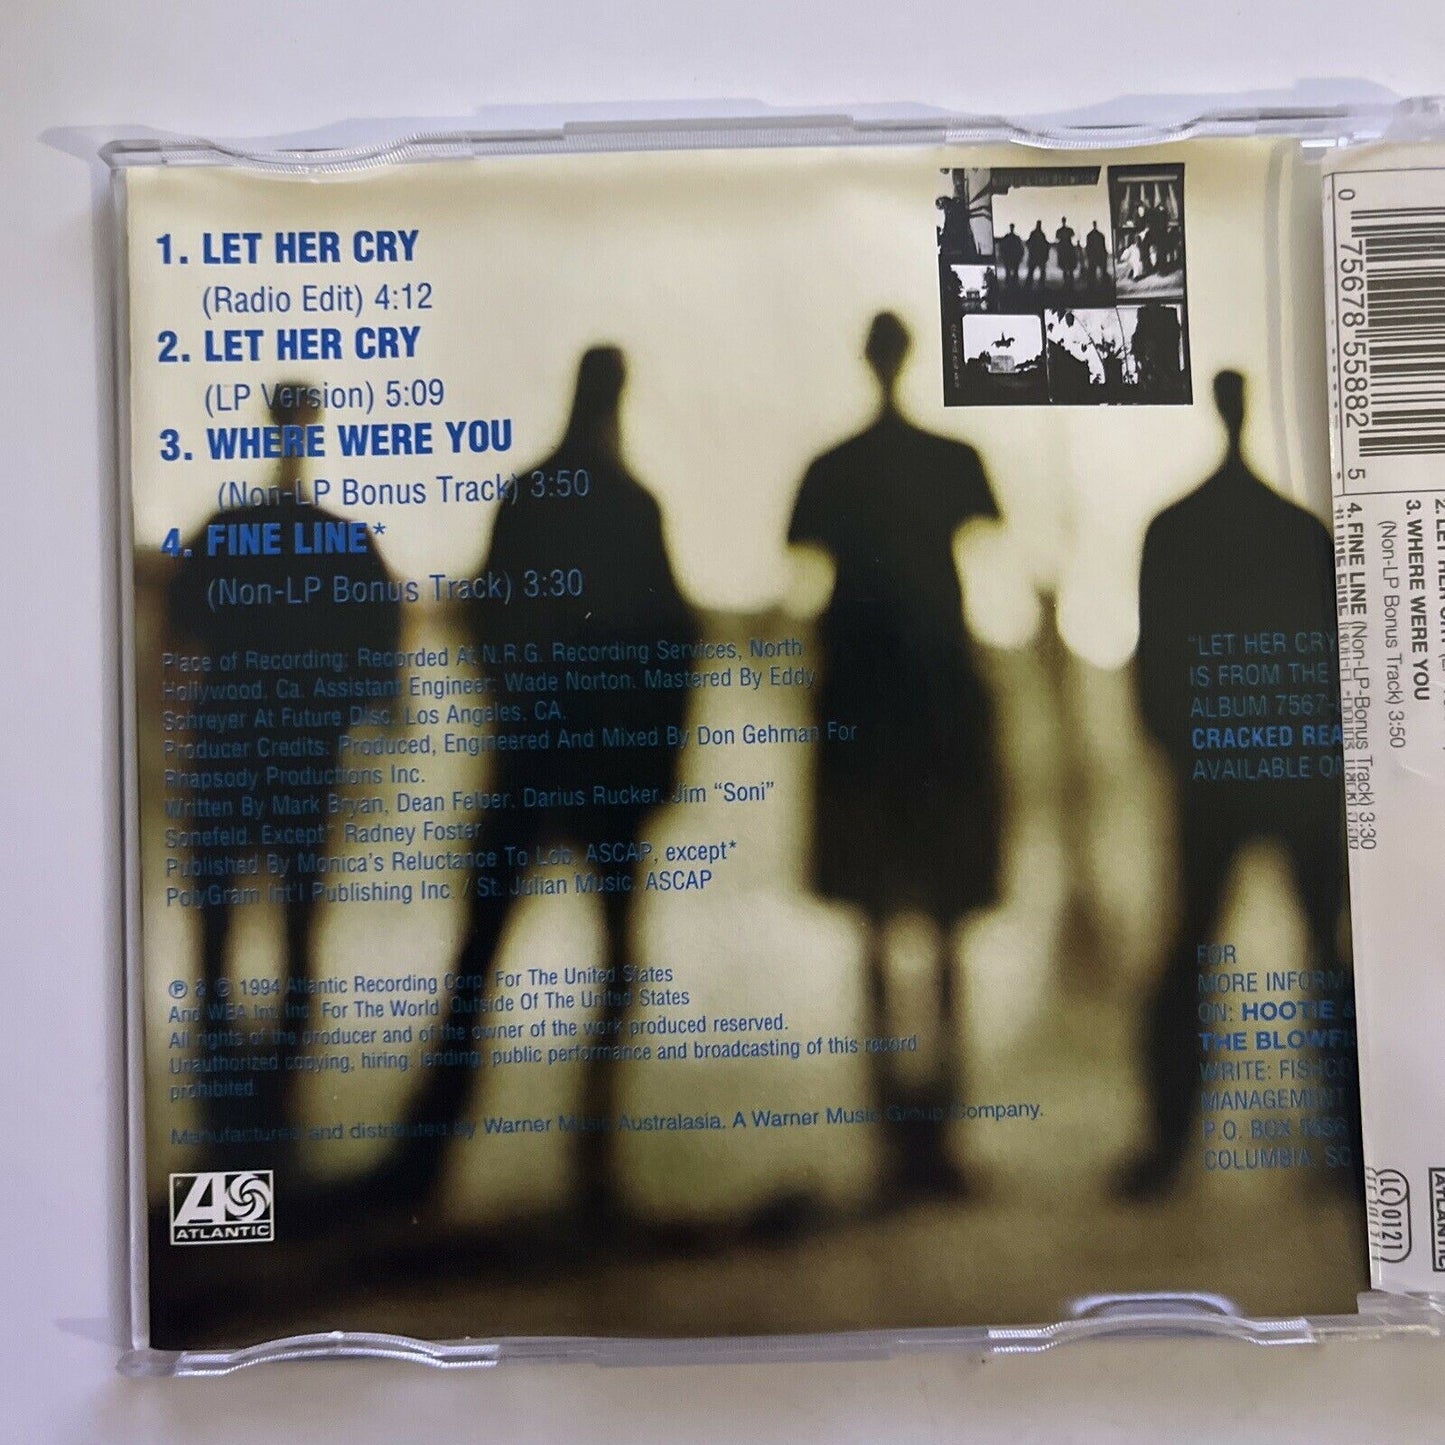 1. LET HER CRY
(Radio Edit) 4:12
2. LET HER CRY
(LP Version) 5:09
3. WHERE WERE YOU
(Non-LP Bonus Track) 3:50
4. FINE LINE*
(Non-LP Bonus Track) 3:30
Place of Recording: Recorded At N.R.G. Recording Services, North
Hollywood, Ca. Assistant Engineer: Wade Norton. Mastered By Eddy
Schreyer At Future Disc, Los Angeles, CA.
Producer Credits: Produced, Engineered And Mixed By Don Gehman For
Rhapsody Productions Inc.
Written By Mark Bryan, Dean Felber, Darius Rucker, Jim "Soni"
Sonefeld. Except* Radney Foster
Published By Monica's Reluctance To Lob, ASCAP, except*
PolyGram Int'l Publishing Inc. / St. Julian Music, ASCAP
℗ & © 1994 Atlantic Recording Corp. For The United States
And WEA Int. Inc. For The World Outside Of The United States
All rights of the producer and of the owner of the work produced reserved.
Unauthorized copying, hiring, lending, public performance and broadcasting of this record
prohibited.
Manufactured and distributed by Warner Music Australasia. A Warner Music Group Company.
ATLANTIC
"LET HER CRY
IS FROM THE
ALBUM 7567-
CRACKED REA
AVAILABLE ON
FOR
MORE INFORM
ON: HOOTIE &
THE BLOWFI
WRITE: FISHCO
MANAGEMENT
P.O. BOX 5656
COLUMBIA, SC
0 75678 55882 5
2. LET HER
3. WHERE WERE YOU
(Non-LP Bonus Track) 3:50
4. FINE LINE (Non-LP-Bonus Track) 3:30
LC 0121
ATLANTIC